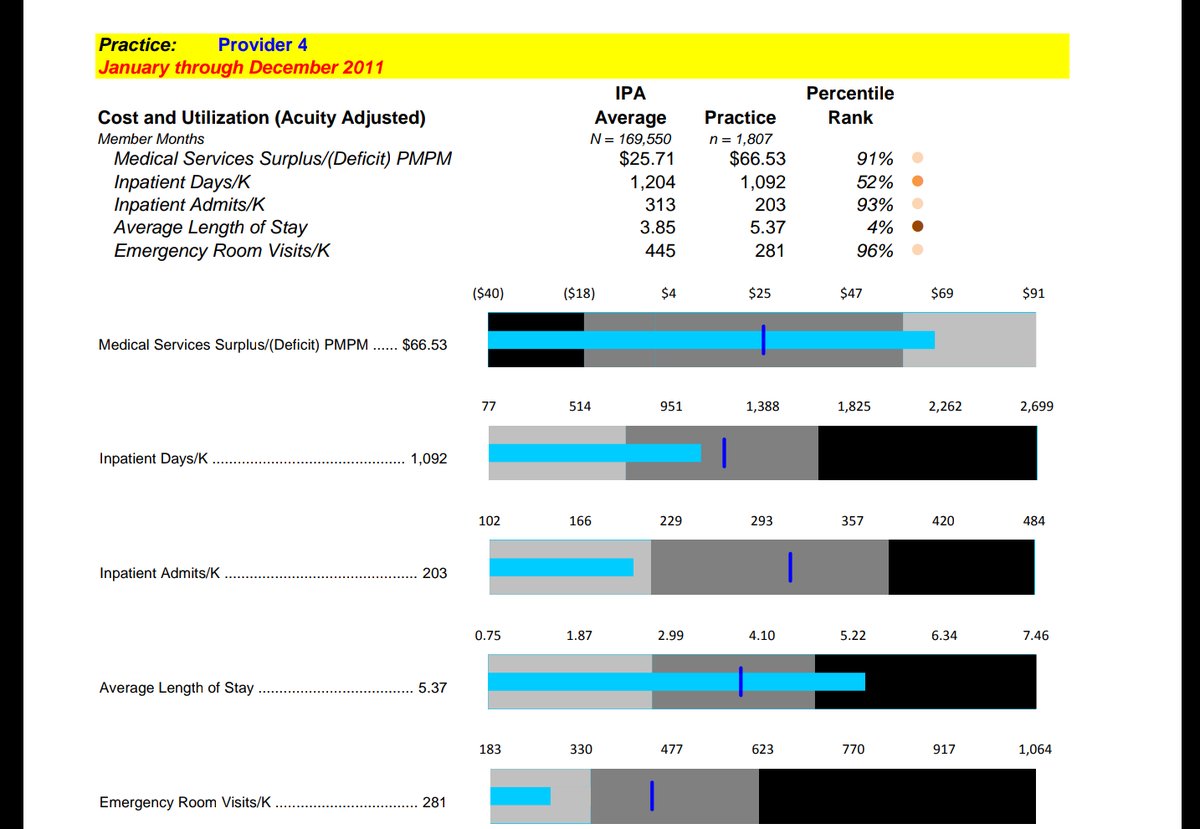 Practice: Provider 4
January through December 2011
IPA Percentile
Cost and Utilization (Acuity Adjusted) Average Practice Rank
Member Months N = 169,550 n = 1,807
Medical Services Surplus/(Deficit) PMPM $25.71 $66.53 91%
Inpatient Days/K 1,204 1,092 52%
Inpatient Admits/K 313 203 93%
Average Length of Stay 3.85 5.37 4%
Emergency Room Visits/K 445 281 96%
($40) ($18) $4 $25 $47 $69 $91
Medical Services Surplus/(Deficit) PMPM ...... $66.53
77 514 951 1,388 1,825 2,262 2,699
Inpatient Days/K .............................................. 1,092
102 166 229 293 357 420 484
Inpatient Admits/K .............................................. 203
0.75 1.87 2.99 4.10 5.22 6.34 7.46
Average Length of Stay ..................................... 5.37
183 330 477 623 770 917 1,064
Emergency Room Visits/K .................................. 281